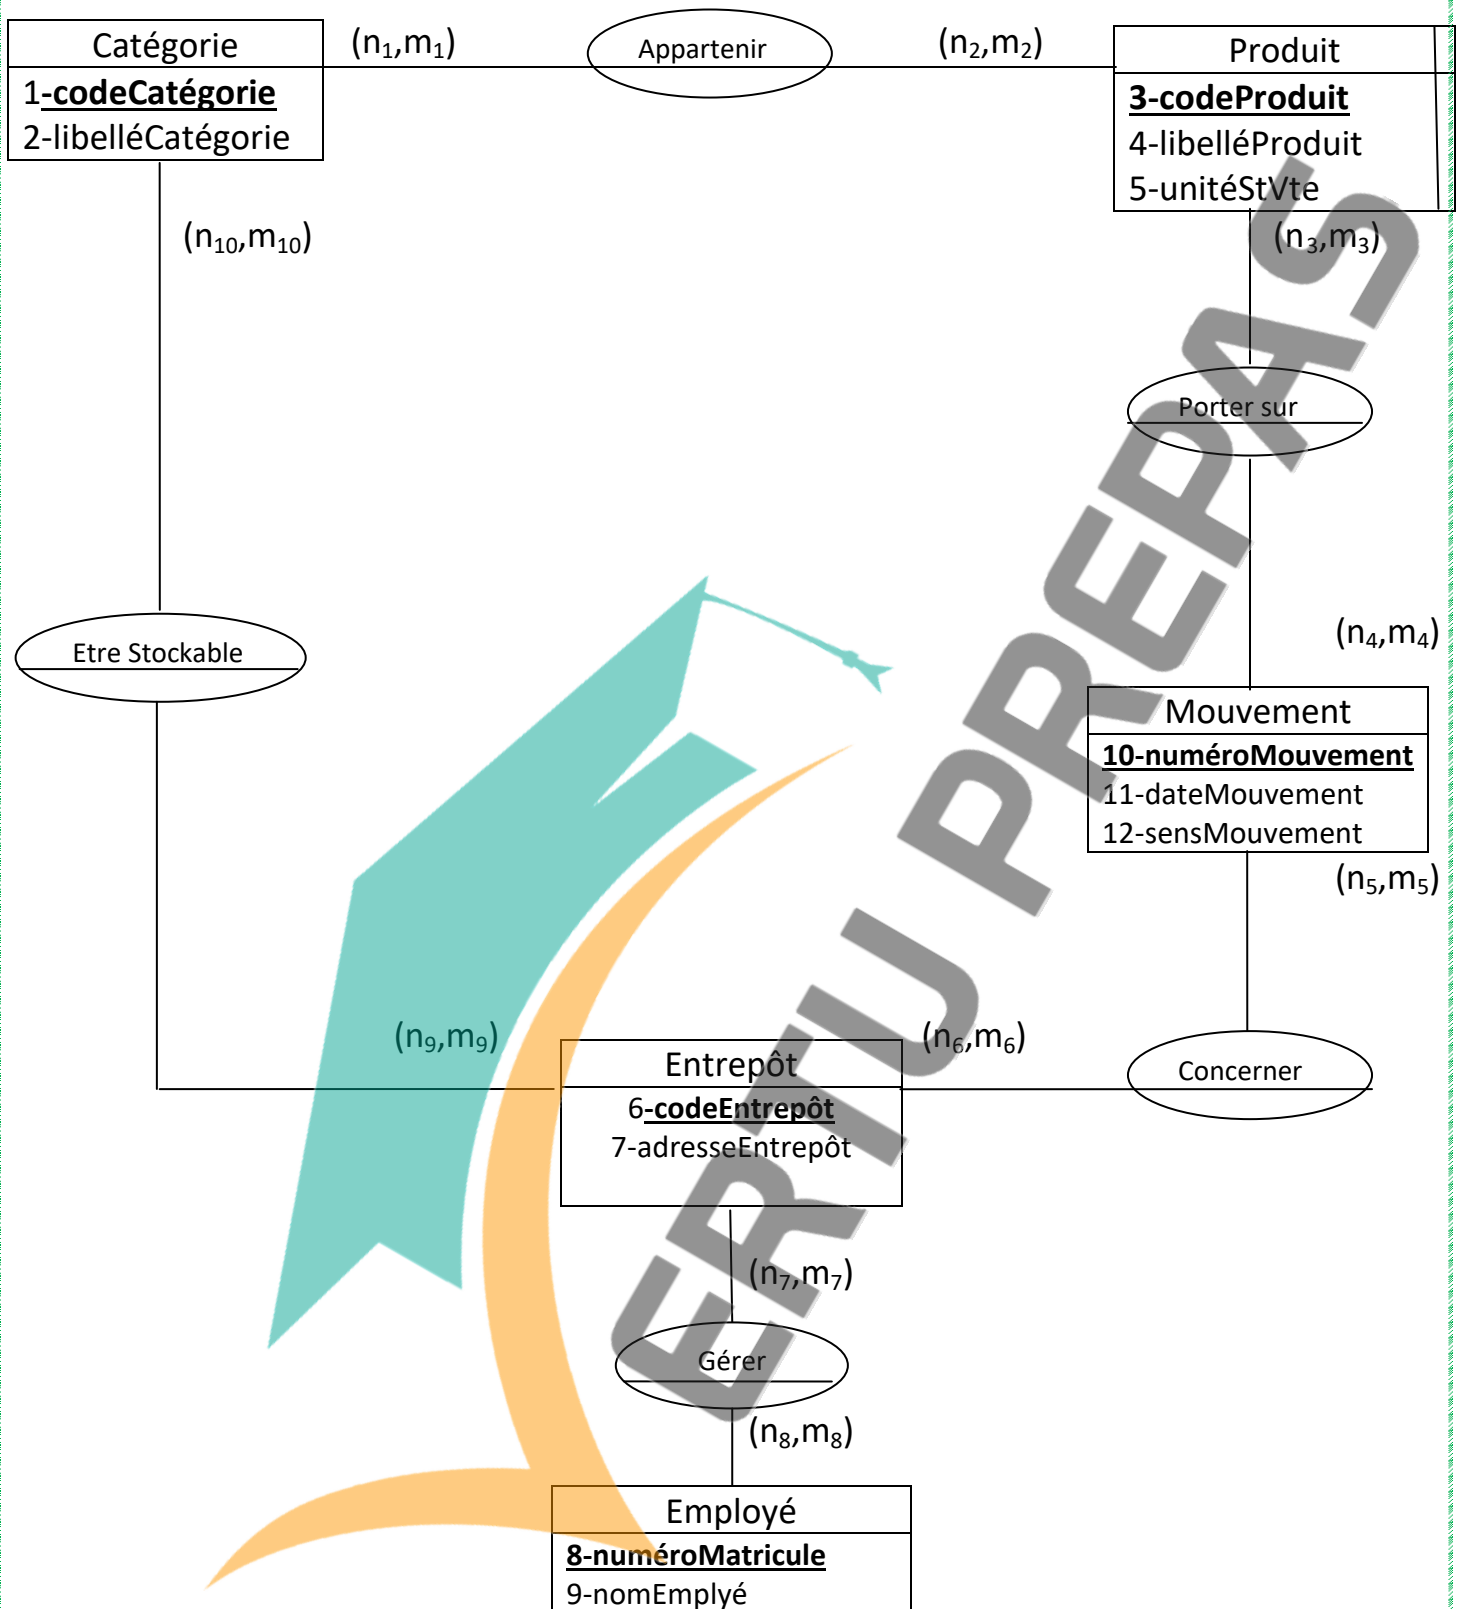 Catégorie
(n1,m1)
Appartenir
(n2,m2)
Produit
1-codeCatégorie
2-libelléCatégorie
3-codeProduit
4-libelléProduit
5-unitéStVte
(n10,m10)
(n3,m3)
Porter sur
Etre Stockable
(n4,m4)
Mouvement
10-numéroMouvement
11-dateMouvement
12-sensMouvement
(n5,m5)
(n9,m9)
(n6,m6)
Entrepôt
6-codeEntrepôt
7-adresseEntrepôt
Concerner
(n7,m7)
Gérer
(n8,m8)
Employé
8-numéroMatricule
9-nomEmplyé
ERTU PREPAS